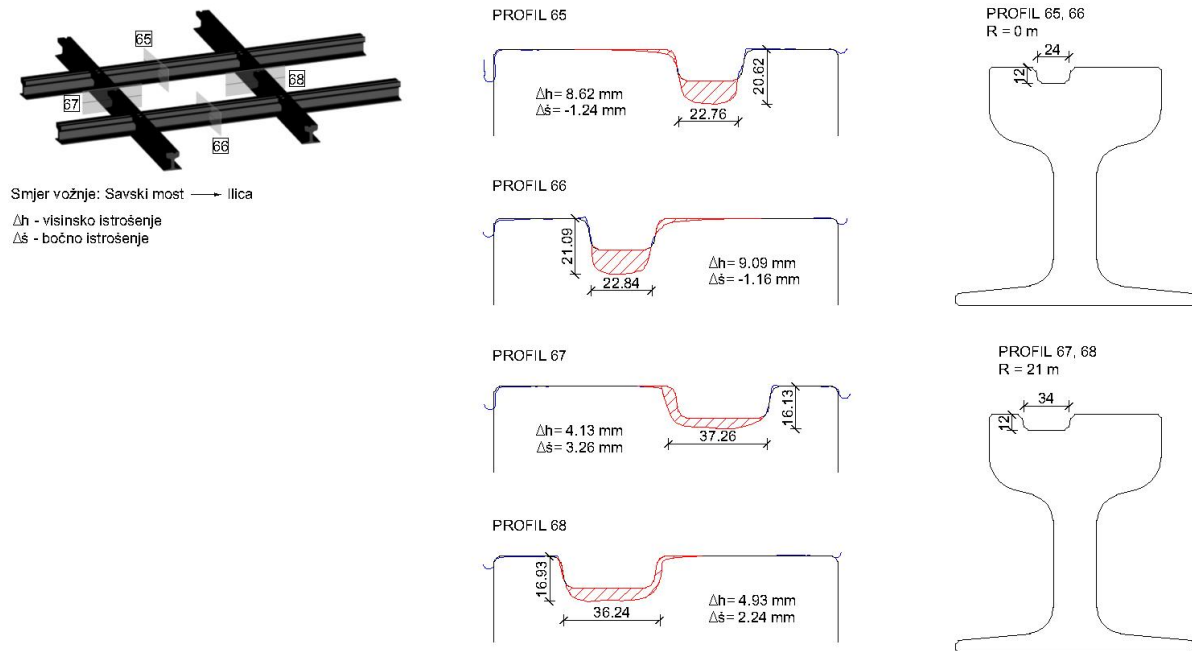 65
68
67
66
Smjer vožnje: Savski most → Ilica
Δh - visinsko istrošenje
Δš - bočno istrošenje
PROFIL 65
Δh= 8.62 mm
Δš= -1.24 mm
22.76
20.62
PROFIL 66
21.09
22.84
Δh= 9.09 mm
Δš= -1.16 mm
PROFIL 67
Δh= 4.13 mm
Δš= 3.26 mm
37.26
16.13
PROFIL 68
16.93
36.24
Δh= 4.93 mm
Δš= 2.24 mm
PROFIL 65, 66
R = 0 m
24
12
PROFIL 67, 68
R = 21 m
34
12